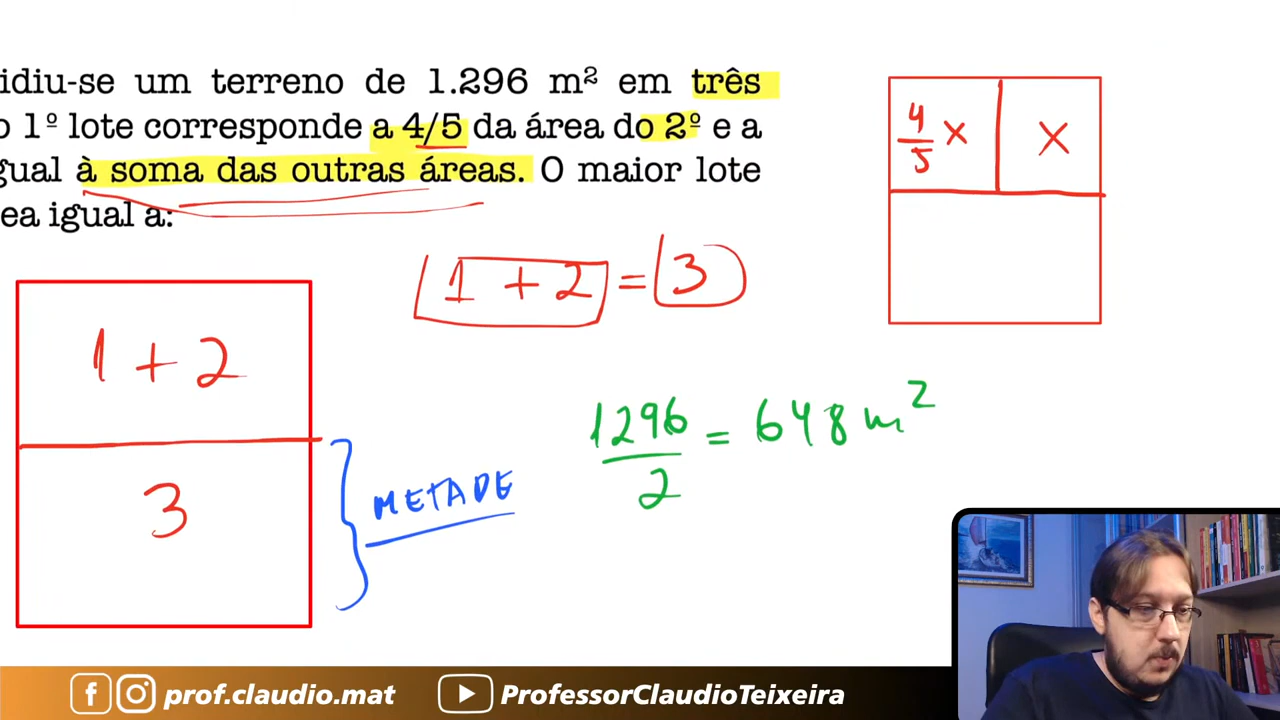 idiu-se um terreno de 1.296 m² em três
o 1º lote corresponde a 4/5 da área do 2º e a
gual à soma das outras áreas. O maior lote
ea igual a:
4/5 x
x
1 + 2 = 3
1 + 2
3
METADE
1296/2 = 648 m²
prof.claudio.mat
ProfessorClaudioTeixeira